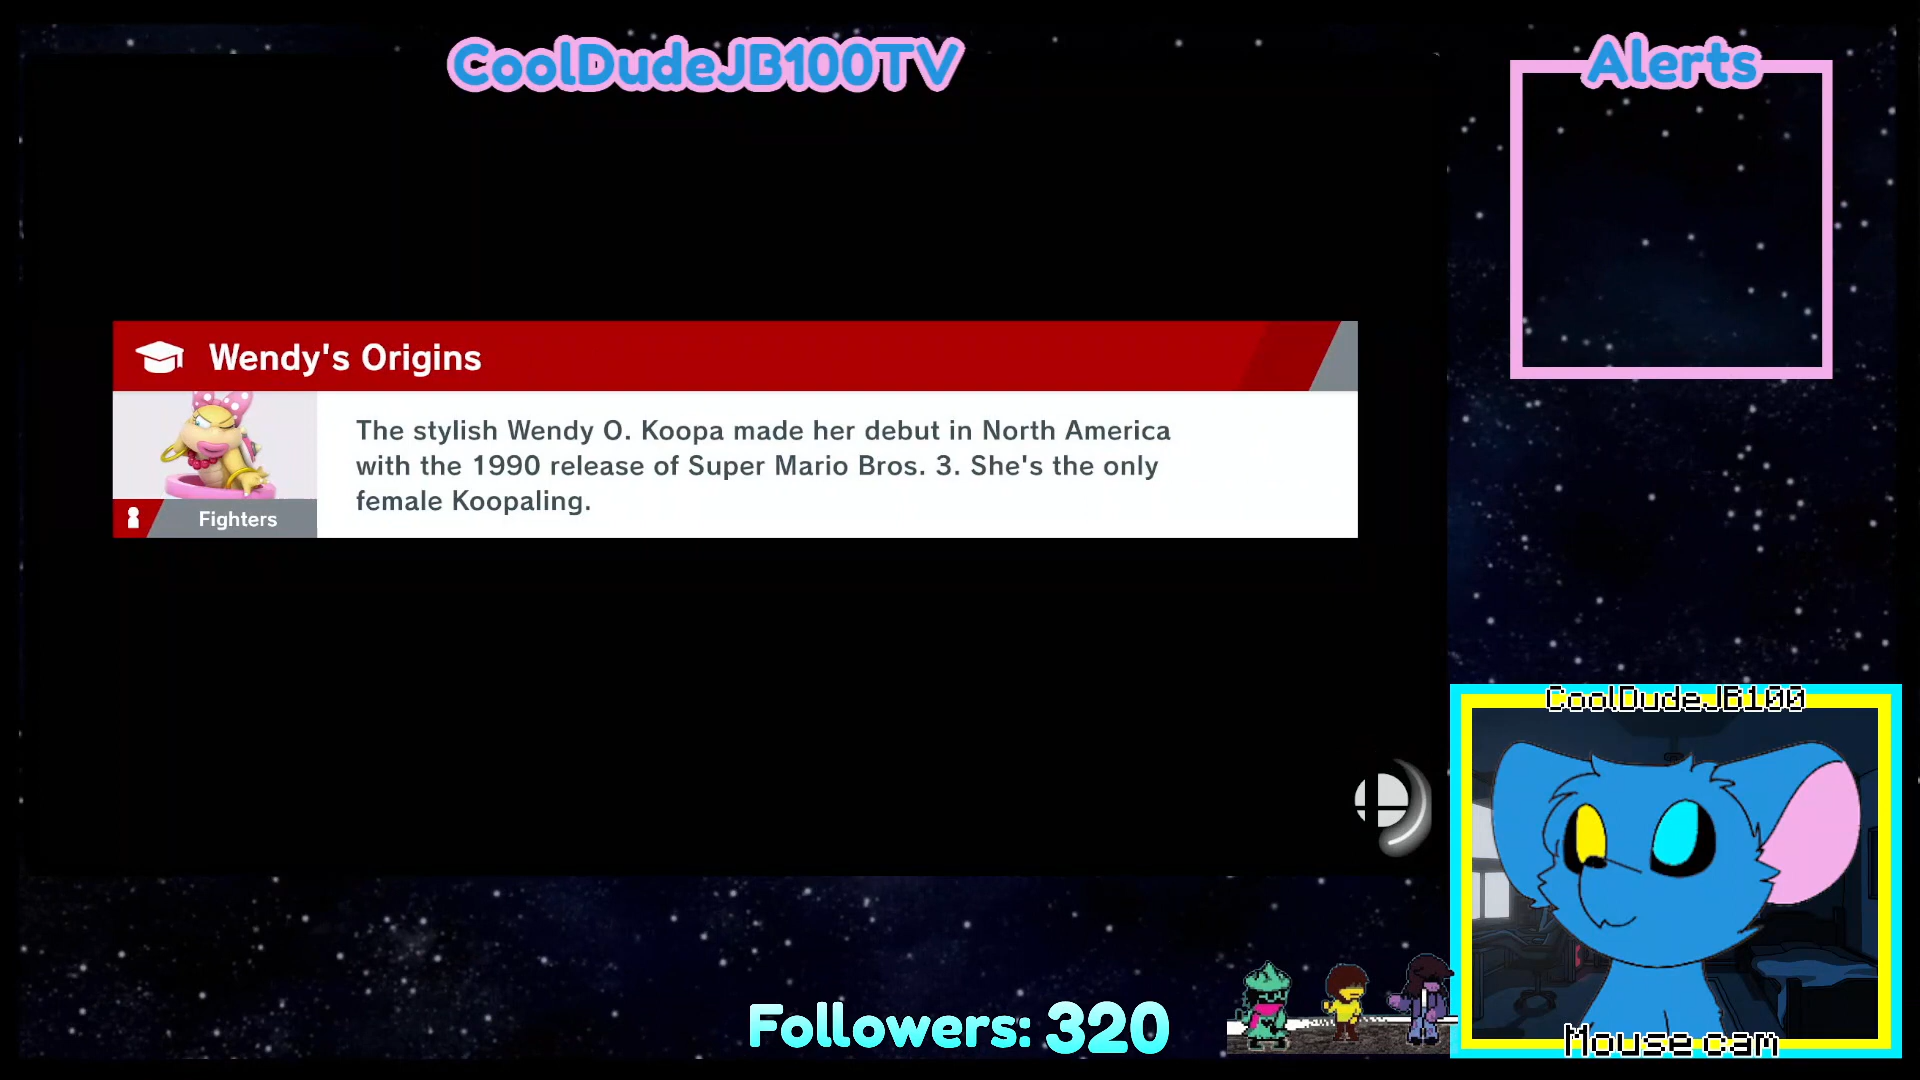 CoolDudeJB100TV
Alerts
Wendy's Origins
The stylish Wendy O. Koopa made her debut in North America
with the 1990 release of Super Mario Bros. 3. She's the only
female Koopaling.
Fighters
CoolDudeJB100
Followers: 320
Mouse cam